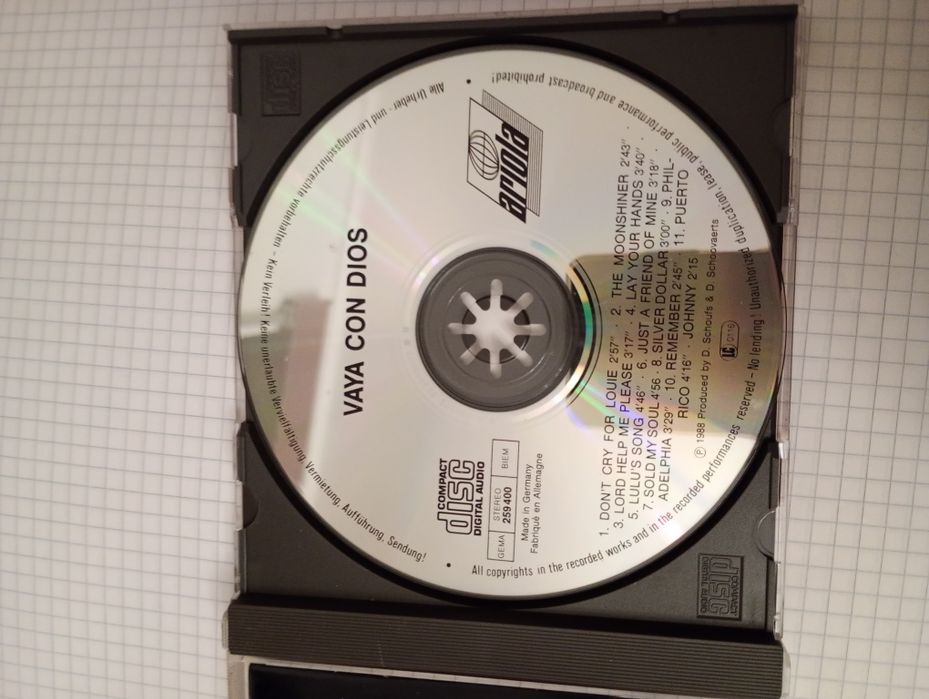 VAYA CON DIOS
COMPACT
disc
DIGITAL AUDIO
STEREO
GEMA
259 400
BIEM
Made in Germany
Fabriqué en Allemagne
ariola
1. DON'T CRY FOR LOUIE 2'57" · 2. THE MOONSHINER 2'43" ·
3. LORD HELP ME PLEASE 3'17" · 4. LAY YOUR HANDS 3'40" ·
5. LULU'S SONG 4'46" · 6. JUST A FRIEND OF MINE 3'18" ·
7. SOLD MY SOUL 4'56 · 8. SILVER DOLLAR 3'00" · 9. PHIL-
ADELPHIA 3'29" · 10. REMEMBER 2'45" · 11. PUERTO
RICO 4'16" · JOHNNY 2'15
℗ 1988 Produced by D. Schoufs & D. Schoovaerts
LC 0116
Alle Urheber- und Leistungsschutzrechte vorbehalten – Kein Verleih! Keine unerlaubte Vervielfältigung, Vermietung, Aufführung, Sendung!
All copyrights in the recorded works and in the recorded performances reserved – No lending! Unauthorized duplication, lease, public performance and broadcast prohibited!
COMPACT
disc
DIGITAL AUDIO
disc